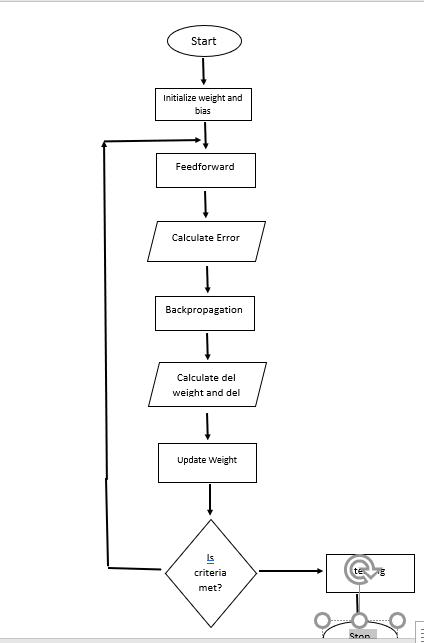 Start
Initialize weight and
bias
Feedforward
Calculate Error
Backpropagation
Calculate del
weight and del
Update Weight
Is
criteria
met?
Stop